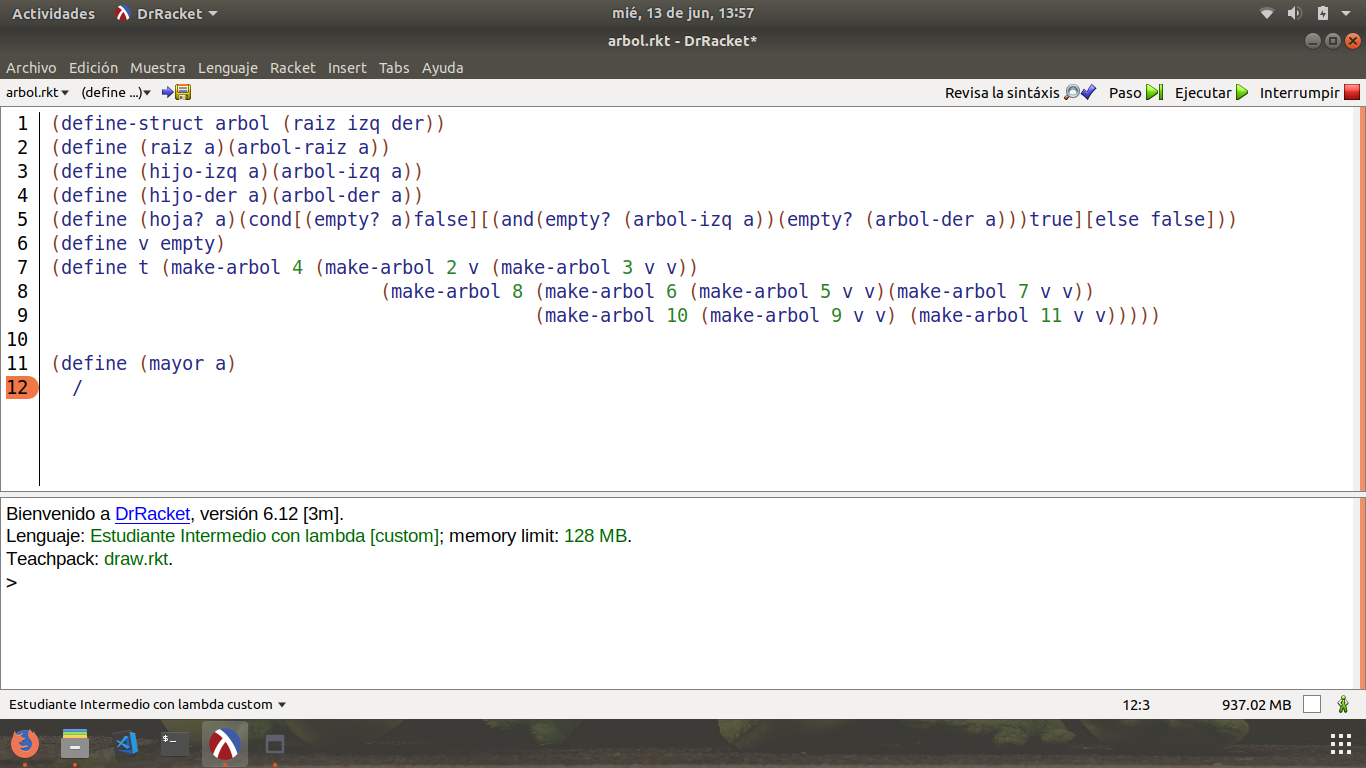 Actividades DrRacket mié, 13 de jun, 13:57
arbol.rkt - DrRacket*
Archivo Edición Muestra Lenguaje Racket Insert Tabs Ayuda
arbol.rkt (define ...) Revisa la sintáxis Paso Ejecutar Interrumpir
1 (define-struct arbol (raiz izq der))
2 (define (raiz a)(arbol-raiz a))
3 (define (hijo-izq a)(arbol-izq a))
4 (define (hijo-der a)(arbol-der a))
5 (define (hoja? a)(cond[(empty? a)false][(and(empty? (arbol-izq a))(empty? (arbol-der a)))true][else false]))
6 (define v empty)
7 (define t (make-arbol 4 (make-arbol 2 v (make-arbol 3 v v))
8 (make-arbol 8 (make-arbol 6 (make-arbol 5 v v)(make-arbol 7 v v))
9 (make-arbol 10 (make-arbol 9 v v) (make-arbol 11 v v)))))
10
11 (define (mayor a)
12 /
Bienvenido a DrRacket, versión 6.12 [3m].
Lenguaje: Estudiante Intermedio con lambda [custom]; memory limit: 128 MB.
Teachpack: draw.rkt.
>
Estudiante Intermedio con lambda custom 12:3 937.02 MB
$_